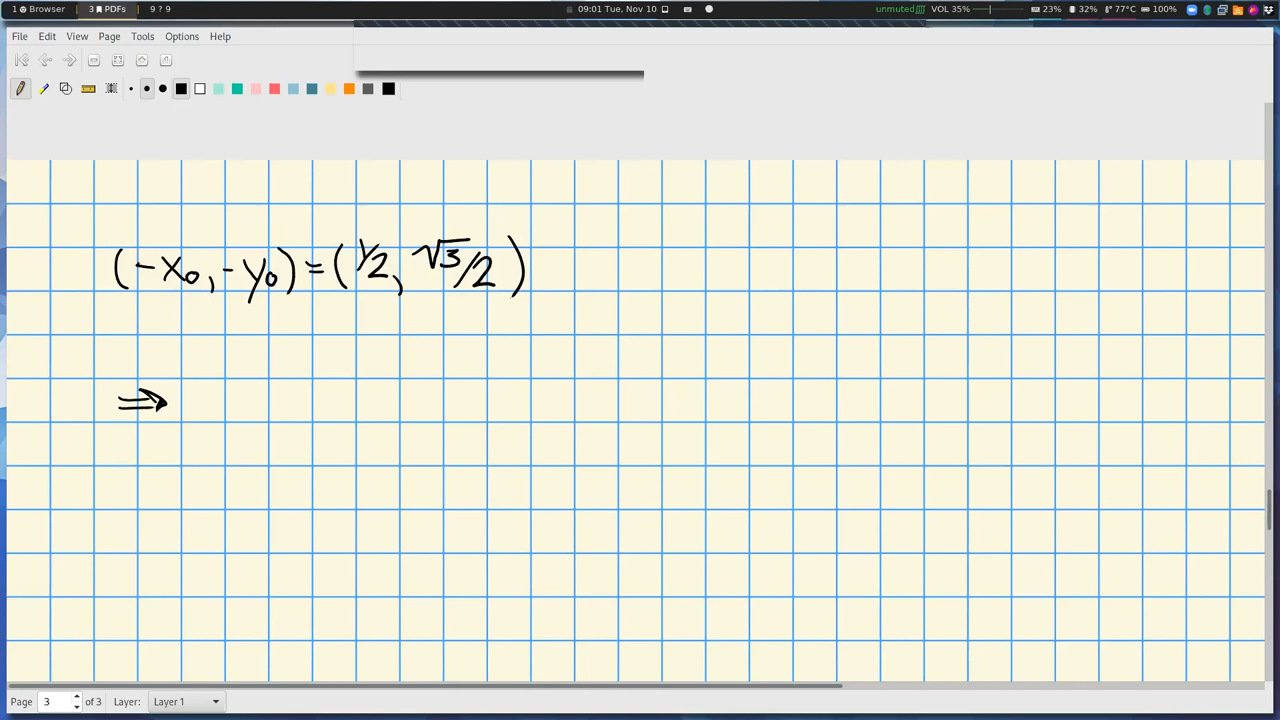 1 Browser 3 PDFs 9 ? 9 09:01 Tue, Nov 10 unmuted VOL 35% 23% 32% 77°C 100%
File Edit View Page Tools Options Help
(-x₀, -y₀) = (1/2, √3/2)
⇒
Page 3 of 3 Layer: Layer 1